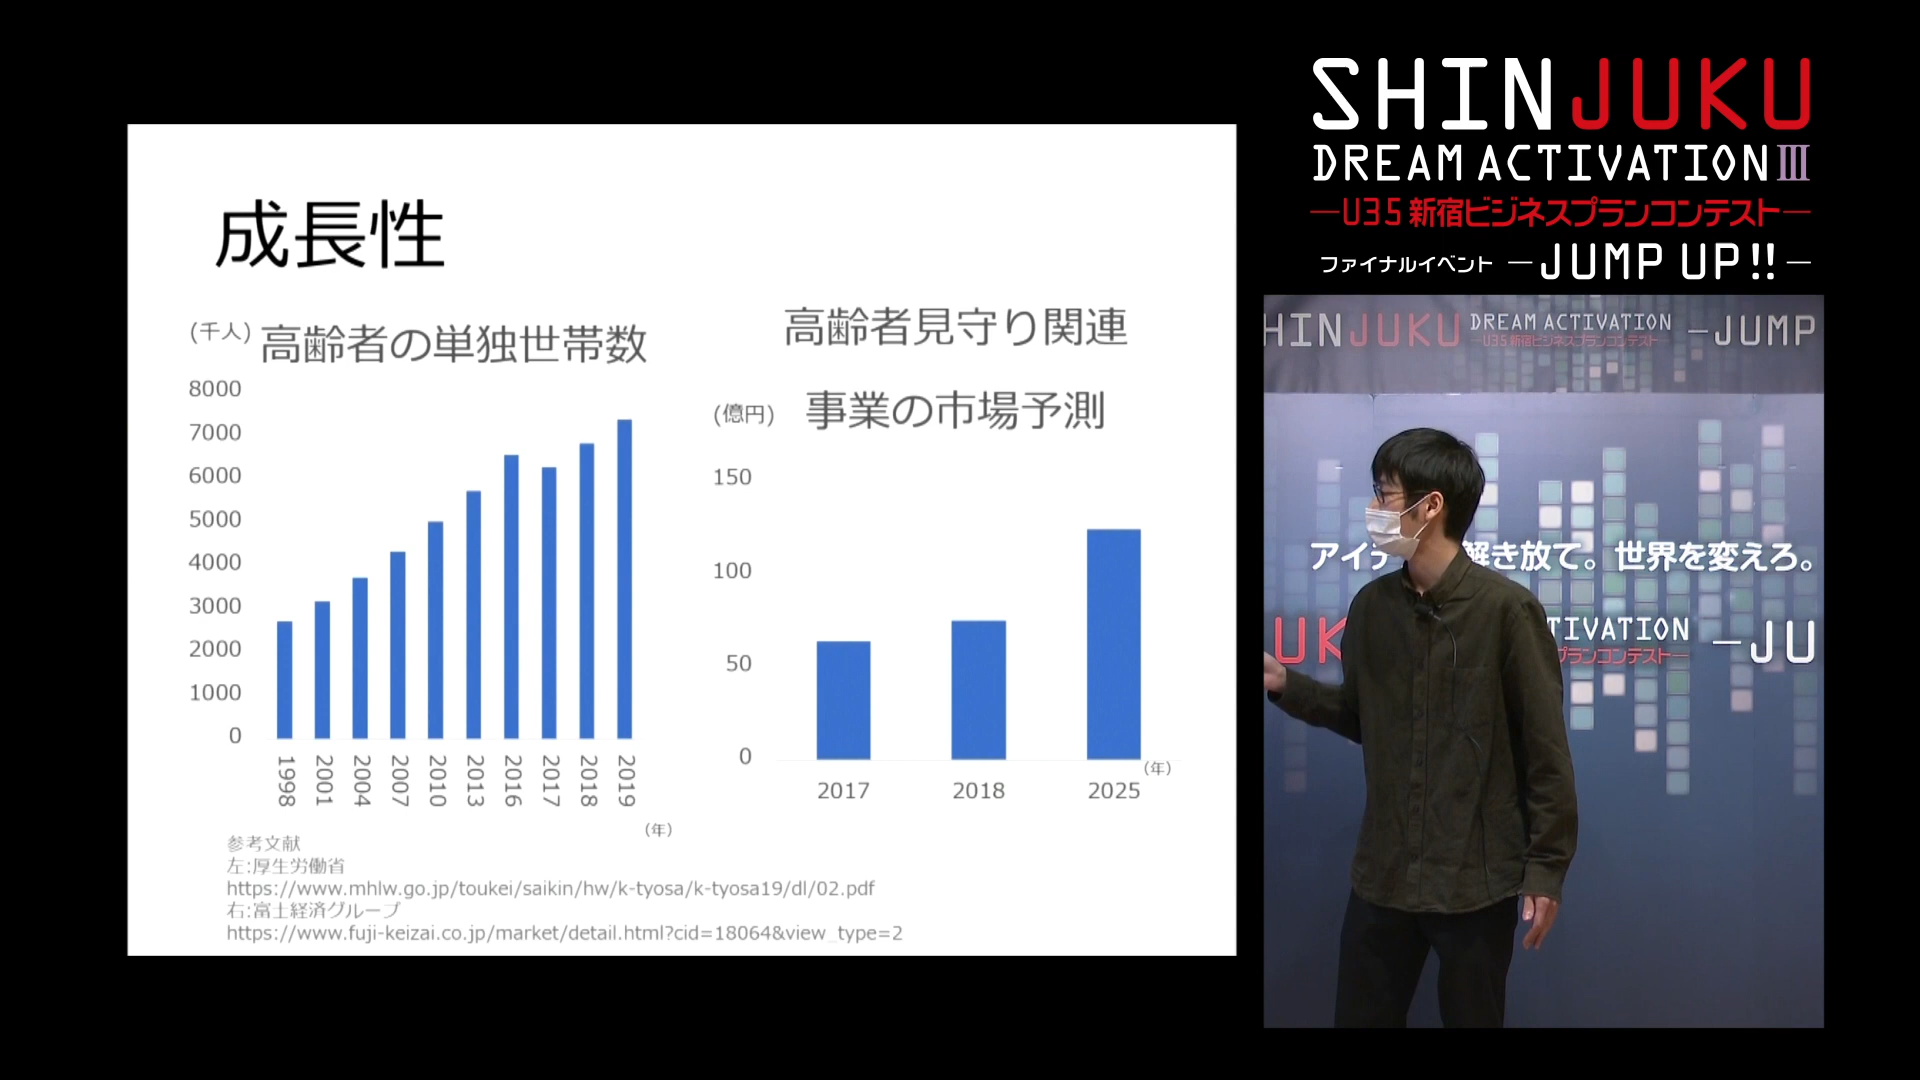 成長性
(千人) 高齢者の単独世帯数
8000
7000
6000
5000
4000
3000
2000
1000
0
1998 2001 2004 2007 2010 2013 2016 2017 2018 2019
(年)
高齢者見守り関連
(億円) 事業の市場予測
150
100
50
0
(年)
2017 2018 2025
参考文献
左:厚生労働省
https://www.mhlw.go.jp/toukei/saikin/hw/k-tyosa/k-tyosa19/dl/02.pdf
右:富士経済グループ
https://www.fuji-keizai.co.jp/market/detail.html?cid=18064&view_type=2
SHINJUKU
DREAM ACTIVATION III
—U35 新宿ビジネスプランコンテスト—
ファイナルイベント —JUMP UP!!—
HINJUKU DREAM ACTIVATION —JUMP
—U35 新宿ビジネスプランコンテスト—
アイデ 解き放て。世界を変えろ。
UK TIVATION —JU
プランコンテスト—